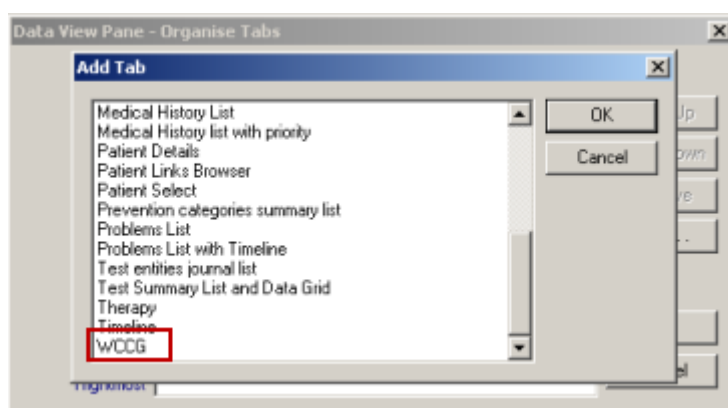 Data View Pane - Organise Tabs
Add Tab
Medical History List
Medical History list with priority
Patient Details
Patient Links Browser
Patient Select
Prevention categories summary list
Problems List
Problems List with Timeline
Test entities journal list
Test Summary List and Data Grid
Therapy
Timeline
WCCG
OK
Cancel
Up